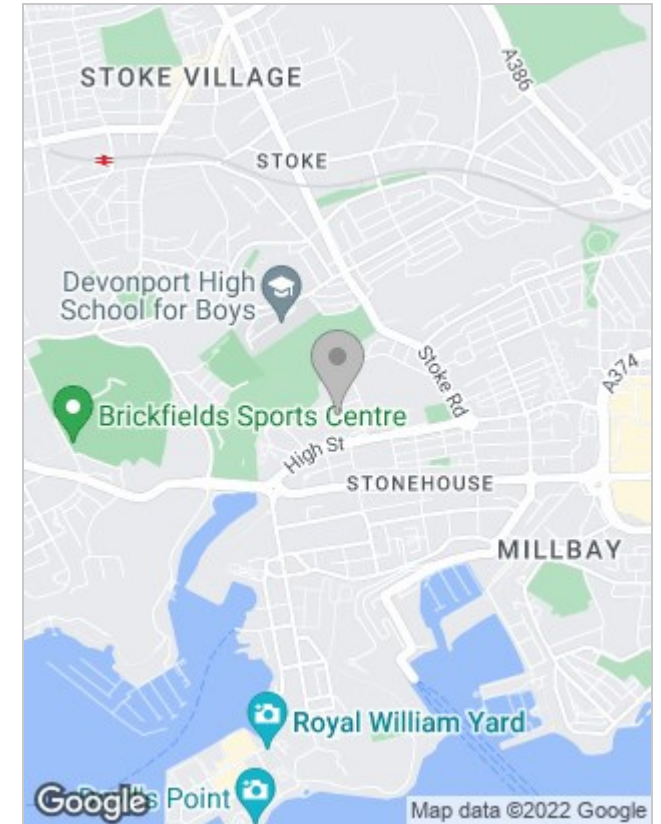 STOKE VILLAGE
A386
STOKE
Devonport High
School for Boys
Stoke Rd
A374
Brickfields Sports Centre
High St
STONEHOUSE
MILLBAY
Royal William Yard
Point
Google
Map data ©2022 Google